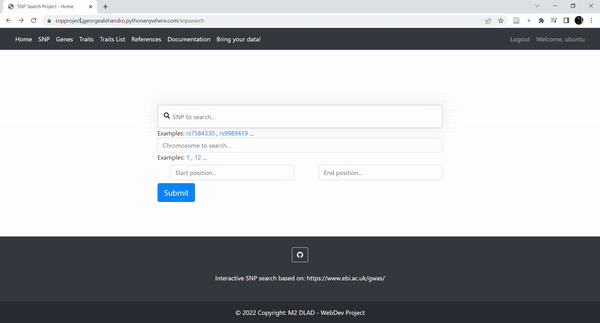 SNP Search Project - Home
snpproject.georgealehandro.pythonanywhere.com/snpsearch
Home SNP Genes Traits Traits List References Documentation Bring your data! Logout Welcome, ubuntu
SNP to search...
Examples: rs7584330 , rs9989419 ...
Chromosome to search...
Examples: 1 , 12 ...
Start position... End position...
Submit
Interactive SNP search based on: https://www.ebi.ac.uk/gwas/
© 2022 Copyright: M2 DLAD - WebDev Project